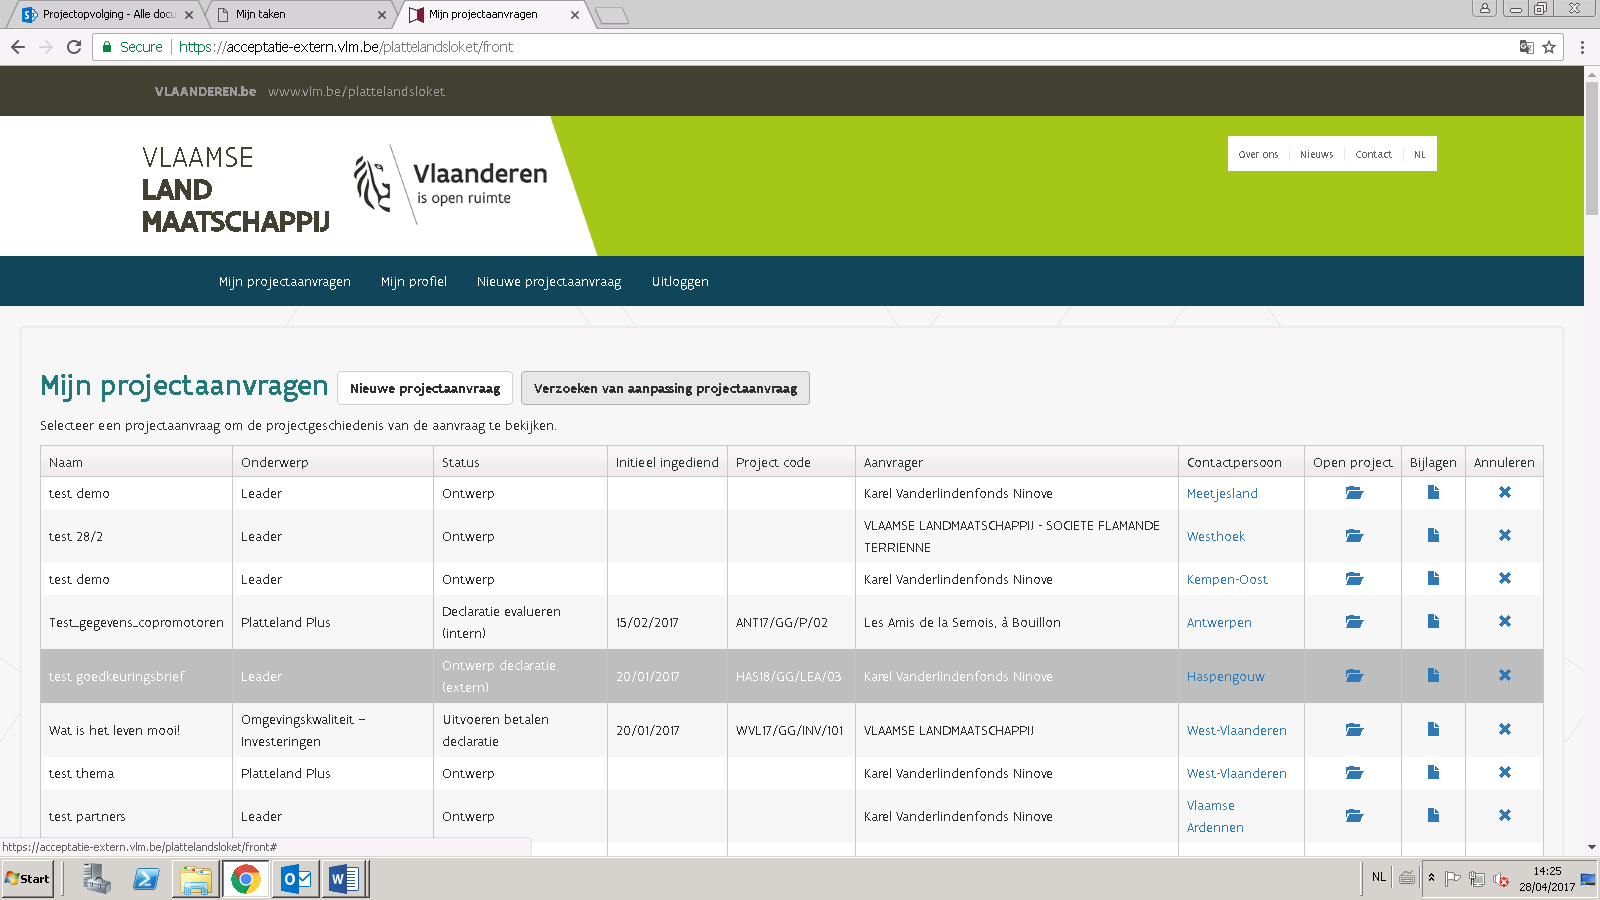 Projectopvolging - Alle docu
Mijn taken
Mijn projectaanvragen
Secure
https://acceptatie-extern.vlm.be/plattelandsloket/front
VLAANDEREN.be www.vlm.be/plattelandsloket
VLAAMSE
LAND
MAATSCHAPPIJ
Vlaanderen
is open ruimte
Over ons Nieuws Contact NL
Mijn projectaanvragen Mijn profiel Nieuwe projectaanvraag Uitloggen
Mijn projectaanvragen Nieuwe projectaanvraag Verzoeken van aanpassing projectaanvraag
Selecteer een projectaanvraag om de projectgeschiedenis van de aanvraag te bekijken.
Naam Onderwerp Status Initieel ingediend Project code Aanvrager Contactpersoon Open project Bijlagen Annuleren
test demo Leader Ontwerp Karel Vanderlindenfonds Ninove Meetjesland
test 28/2 Leader Ontwerp VLAAMSE LANDMAATSCHAPPIJ - SOCIETE FLAMANDE
TERRIENNE Westhoek
test demo Leader Ontwerp Karel Vanderlindenfonds Ninove Kempen-Oost
Test_gegevens_copromotoren Platteland Plus Declaratie evalueren
(intern) 15/02/2017 ANT17/GG/P/02 Les Amis de la Semois, à Bouillon Antwerpen
test goedkeuringsbrief Leader Ontwerp declaratie
(extern) 20/01/2017 HAS18/GG/LEA/03 Karel Vanderlindenfonds Ninove Haspengouw
Wat is het leven mooi! Omgevingskwaliteit –
Investeringen Uitvoeren betalen
declaratie 20/01/2017 WVL17/GG/INV/101 VLAAMSE LANDMAATSCHAPPIJ West-Vlaanderen
test thema Platteland Plus Ontwerp Karel Vanderlindenfonds Ninove West-Vlaanderen
test partners Leader Ontwerp Karel Vanderlindenfonds Ninove Vlaamse
Ardennen
https://acceptatie-extern.vlm.be/plattelandsloket/front#
Start
NL
14:25
28/04/2017